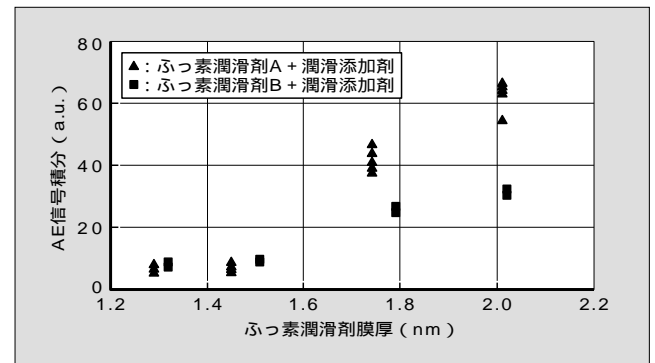 80
60
40
20
0
AE信号積分（a.u.）
▲：ふっ素潤滑剤A + 潤滑添加剤
■：ふっ素潤滑剤B + 潤滑添加剤
1.2 1.4 1.6 1.8 2.0 2.2
ふっ素潤滑剤膜厚（nm）